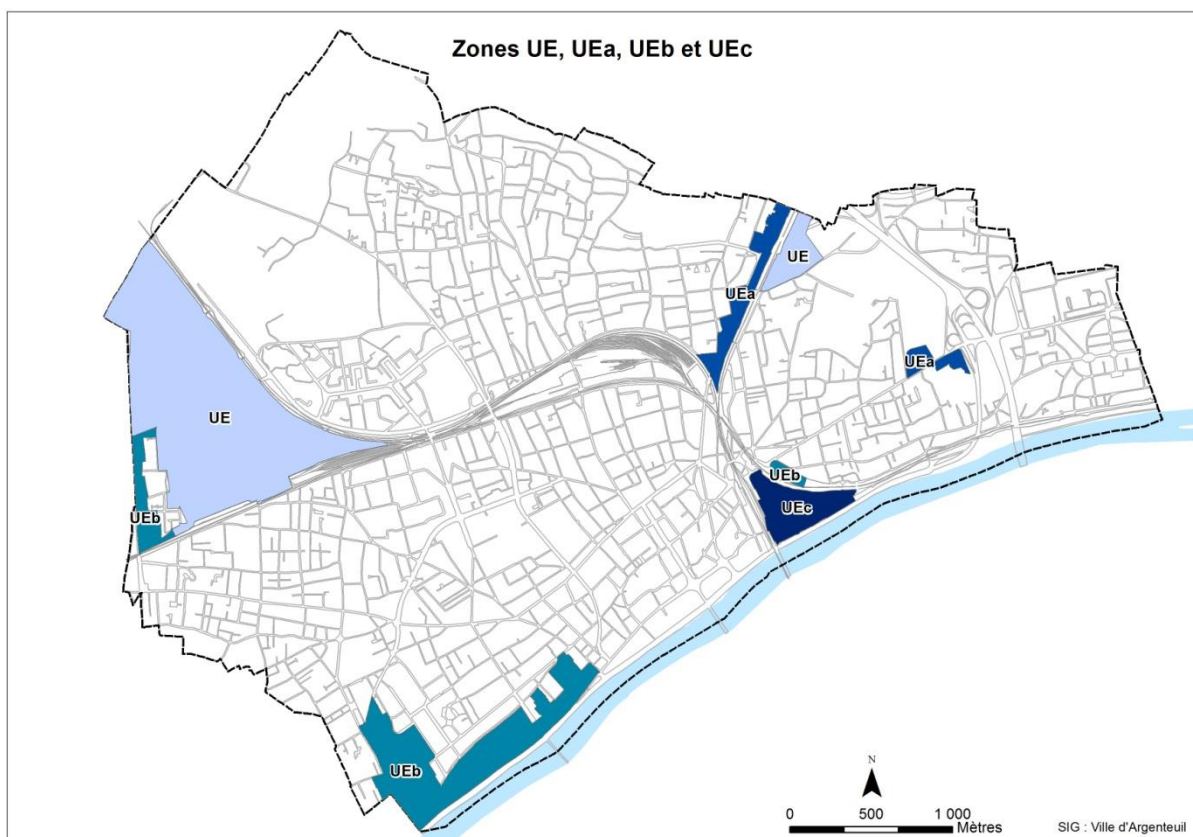 Zones UE, UEa, UEb et UEc
UE
UEa
UEa
UE
UEb
UEc
UEb
UEb
N
0 500 1 000
Mètres
SIG : Ville d'Argenteuil